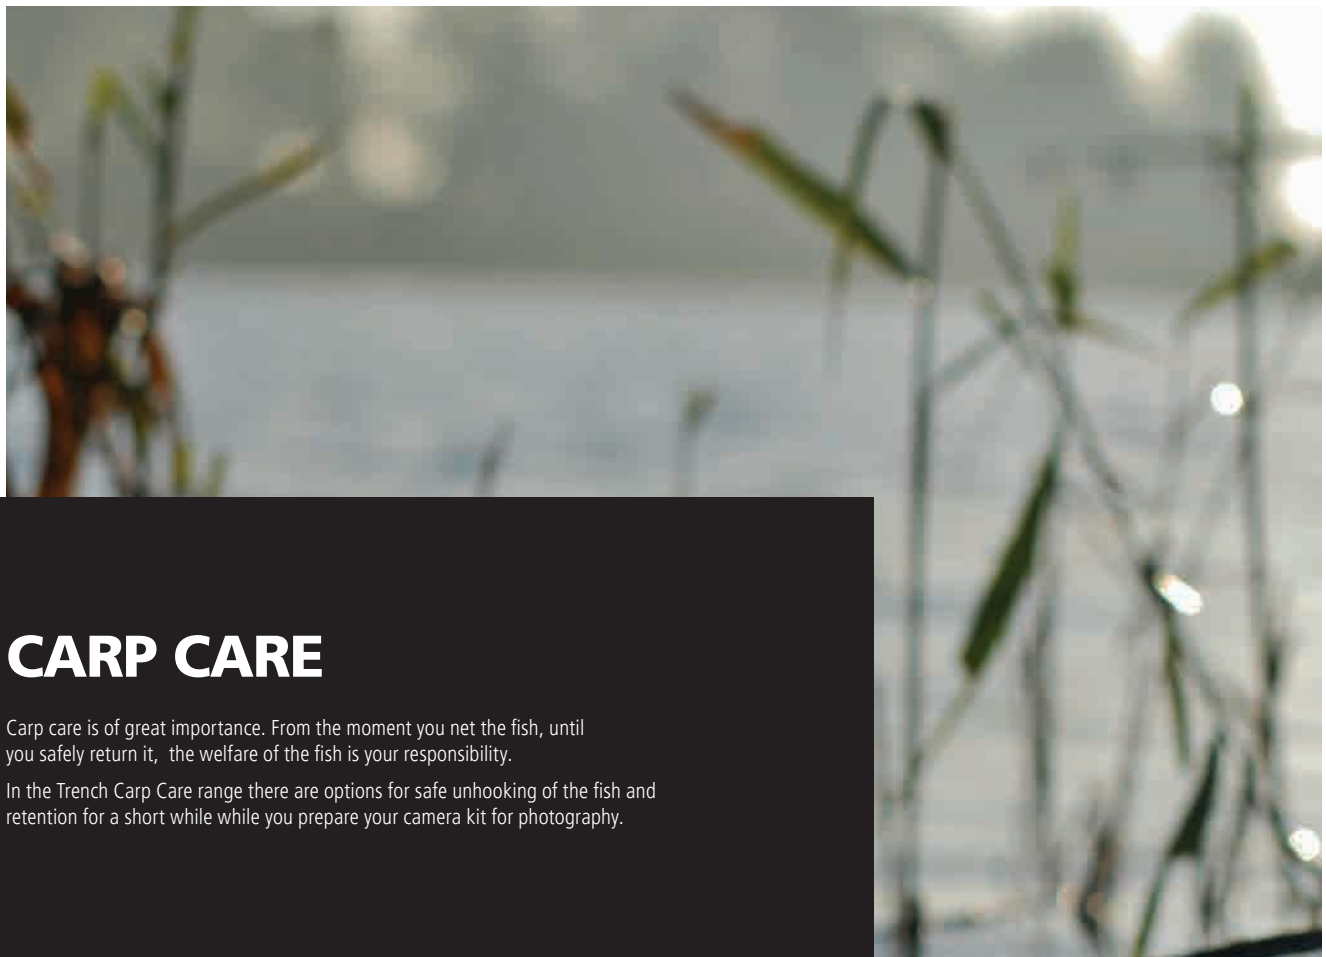 CARP CARE
Carp care is of great importance. From the moment you net the fish, until
you safely return it,  the welfare of the fish is your responsibility.
In the Trench Carp Care range there are options for safe unhooking of the fish and
retention for a short while while you prepare your camera kit for photography.